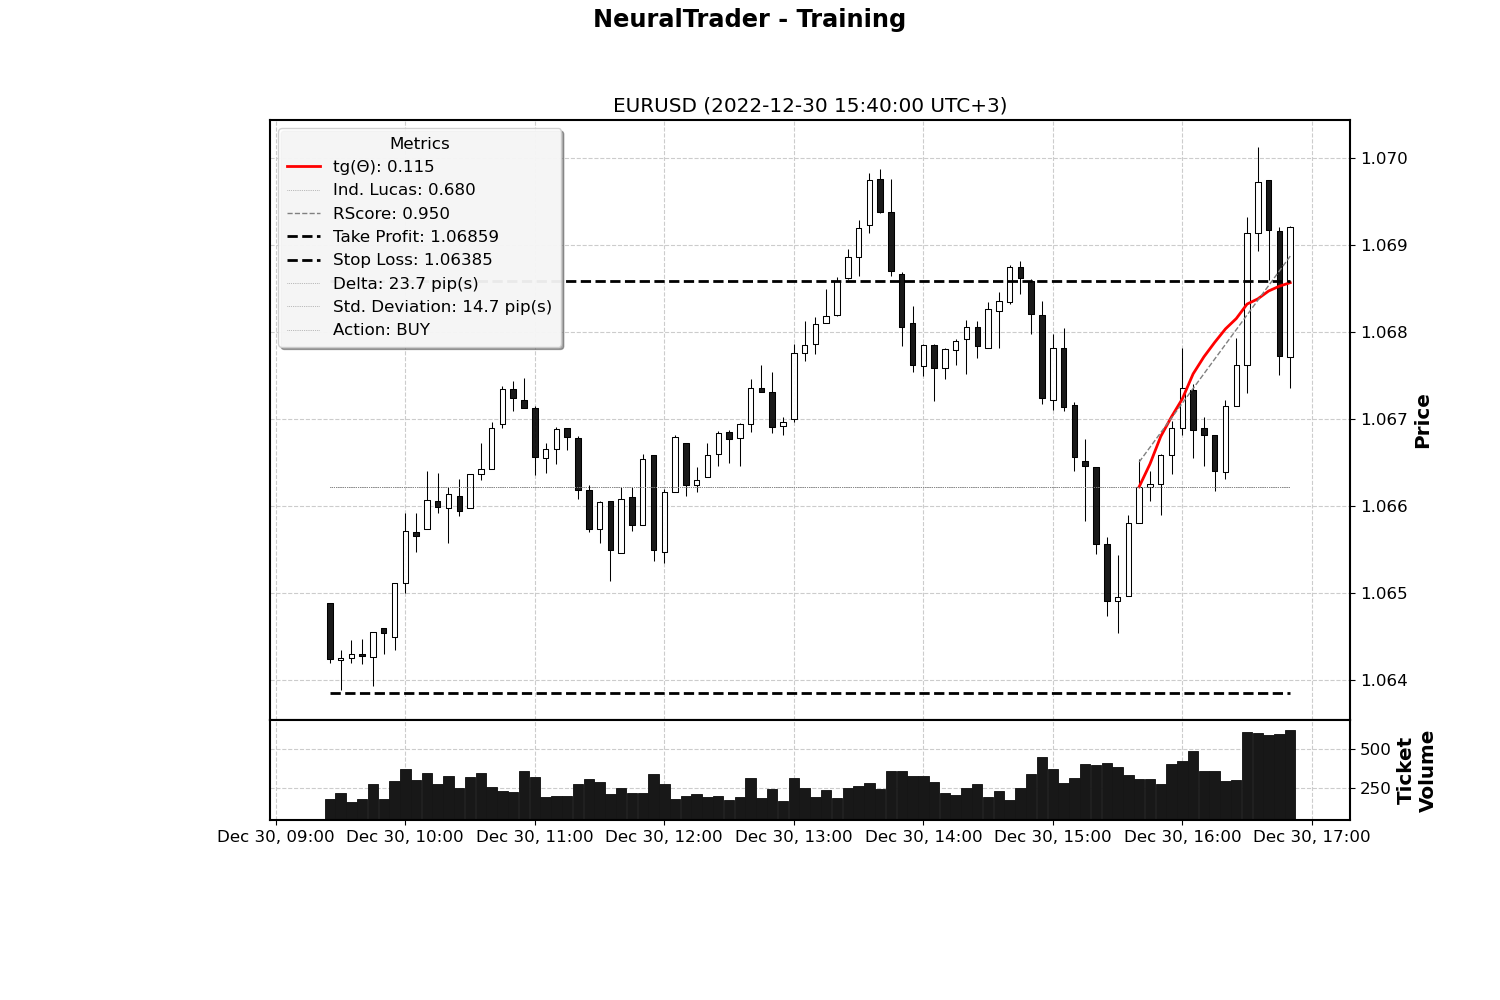 NeuralTrader - Training
EURUSD (2022-12-30 15:40:00 UTC+3)
Metrics
tg(Θ): 0.115
Ind. Lucas: 0.680
RScore: 0.950
Take Profit: 1.06859
Stop Loss: 1.06385
Delta: 23.7 pip(s)
Std. Deviation: 14.7 pip(s)
Action: BUY
1.070
1.069
1.068
1.067
1.066
1.065
1.064
Price
500
250
Ticket
Volume
Dec 30, 09:00 Dec 30, 10:00 Dec 30, 11:00 Dec 30, 12:00 Dec 30, 13:00 Dec 30, 14:00 Dec 30, 15:00 Dec 30, 16:00 Dec 30, 17:00